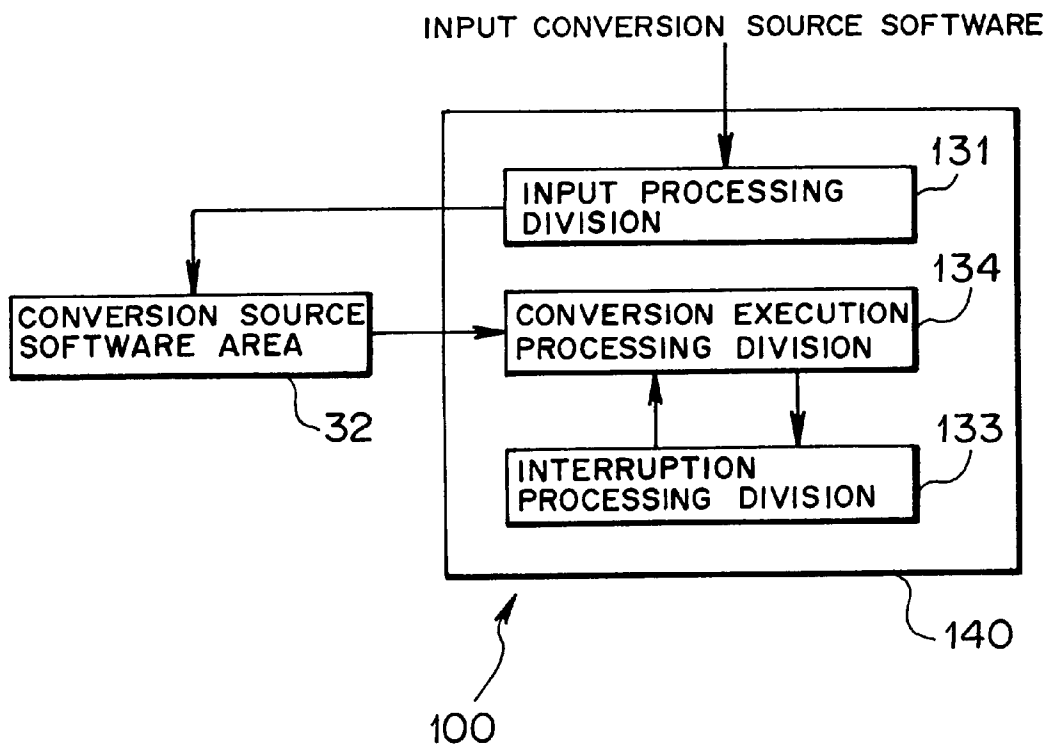 INPUT CONVERSION SOURCE SOFTWARE
131
INPUT PROCESSING
DIVISION
134
CONVERSION SOURCE
SOFTWARE AREA
CONVERSION EXECUTION
PROCESSING DIVISION
32
133
INTERRUPTION
PROCESSING DIVISION
140
100